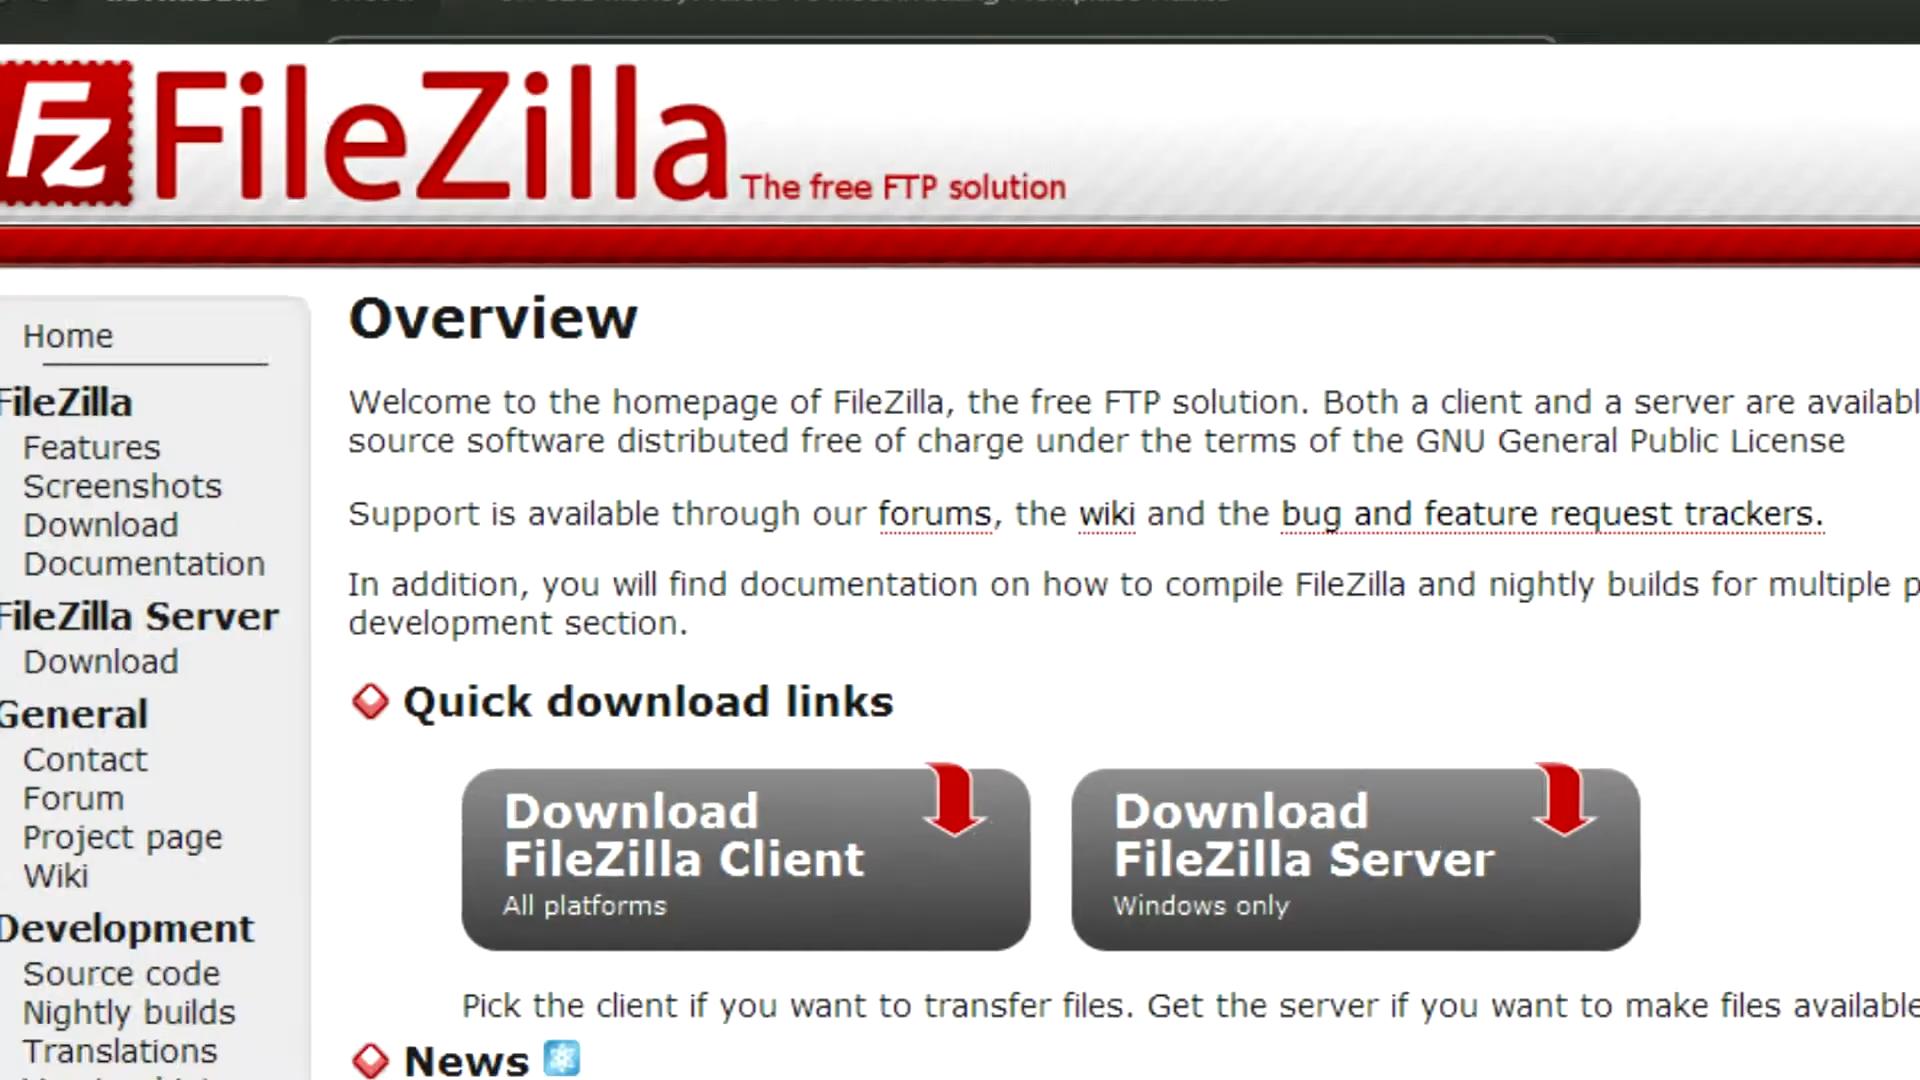 Fz FileZilla The free FTP solution
Home
FileZilla
Features
Screenshots
Download
Documentation
FileZilla Server
Download
General
Contact
Forum
Project page
Wiki
Development
Source code
Nightly builds
Translations
Overview
Welcome to the homepage of FileZilla, the free FTP solution. Both a client and a server are
source software distributed free of charge under the terms of the GNU General Public License
Support is available through our forums, the wiki and the bug and feature request trackers.
In addition, you will find documentation on how to compile FileZilla and nightly builds for multiple
development section.
Quick download links
Download
FileZilla Client
All platforms
Download
FileZilla Server
Windows only
Pick the client if you want to transfer files. Get the server if you want to make files available
News